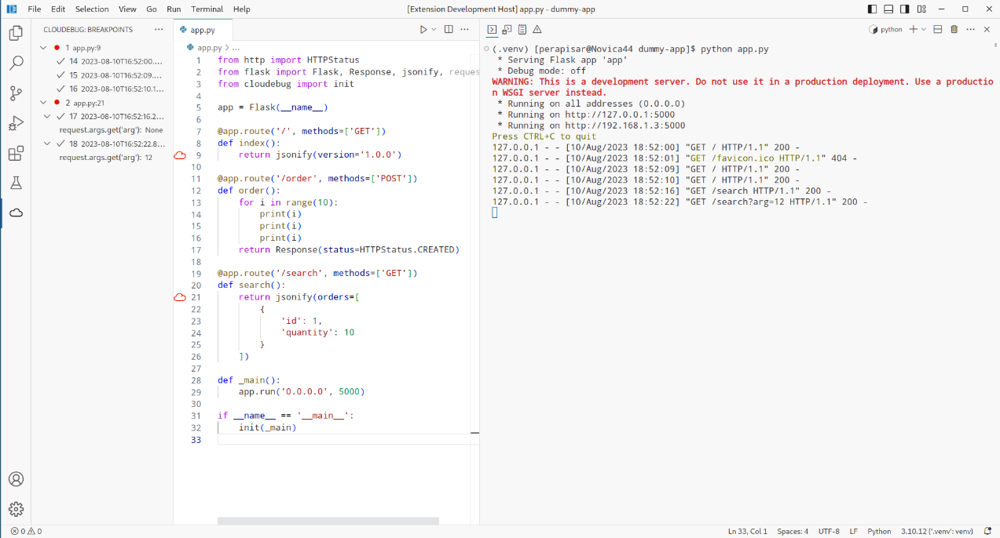 File Edit Selection View Go Run Terminal Help
[Extension Development Host] app.py - dummy-app
CLOUDEBUG: BREAKPOINTS
1 app.py:9
14 2023-08-10T16:52:00....
15 2023-08-10T16:52:09....
16 2023-08-10T16:52:10.1...
2 app.py:21
17 2023-08-10T16:52:16.2...
request.args.get('arg'): None
18 2023-08-10T16:52:22.8...
request.args.get('arg'): 12
app.py
app.py > ...
1 from http import HTTPStatus
2 from flask import Flask, Response, jsonify, reques
3 from cloudebug import init
4
5 app = Flask(__name__)
6
7 @app.route('/', methods=['GET'])
8 def index():
9 return jsonify(version='1.0.0')
10
11 @app.route('/order', methods=['POST'])
12 def order():
13 for i in range(10):
14 print(i)
15 print(i)
16 print(i)
17 return Response(status=HTTPStatus.CREATED)
18
19 @app.route('/search', methods=['GET'])
20 def search():
21 return jsonify(orders=[
22 {
23 'id': 1,
24 'quantity': 10
25 }
26 ])
27
28 def _main():
29 app.run('0.0.0.0', 5000)
30
31 if __name__ == '__main__':
32 init(_main)
33
python
(.venv) [perapisar@Novica44 dummy-app]$ python app.py
* Serving Flask app 'app'
* Debug mode: off
WARNING: This is a development server. Do not use it in a production deployment. Use a productio
n WSGI server instead.
* Running on all addresses (0.0.0.0)
* Running on http://127.0.0.1:5000
* Running on http://192.168.1.3:5000
Press CTRL+C to quit
127.0.0.1 - - [10/Aug/2023 18:52:00] "GET / HTTP/1.1" 200 -
127.0.0.1 - - [10/Aug/2023 18:52:01] "GET /favicon.ico HTTP/1.1" 404 -
127.0.0.1 - - [10/Aug/2023 18:52:09] "GET / HTTP/1.1" 200 -
127.0.0.1 - - [10/Aug/2023 18:52:10] "GET / HTTP/1.1" 200 -
127.0.0.1 - - [10/Aug/2023 18:52:16] "GET /search HTTP/1.1" 200 -
127.0.0.1 - - [10/Aug/2023 18:52:22] "GET /search?arg=12 HTTP/1.1" 200 -
0 0
Ln 33, Col 1 Spaces: 4 UTF-8 LF Python 3.10.12 ('.venv': venv)